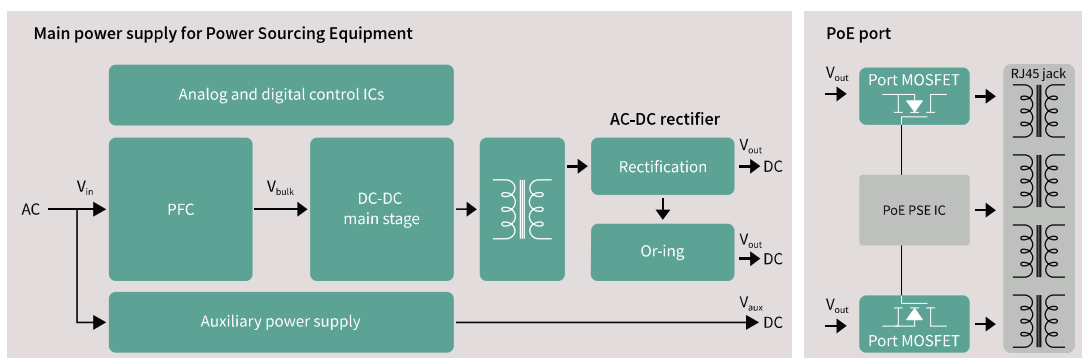 Main power supply for Power Sourcing Equipment
Analog and digital control ICs
AC
Vin
PFC
Vbulk
DC-DC
main stage
AC-DC rectifier
Rectification
Vout
DC
Or-ing
Vout
DC
Auxiliary power supply
Vaux
DC
PoE port
Vout
Port MOSFET
RJ45 jack
PoE PSE IC
Vout
Port MOSFET